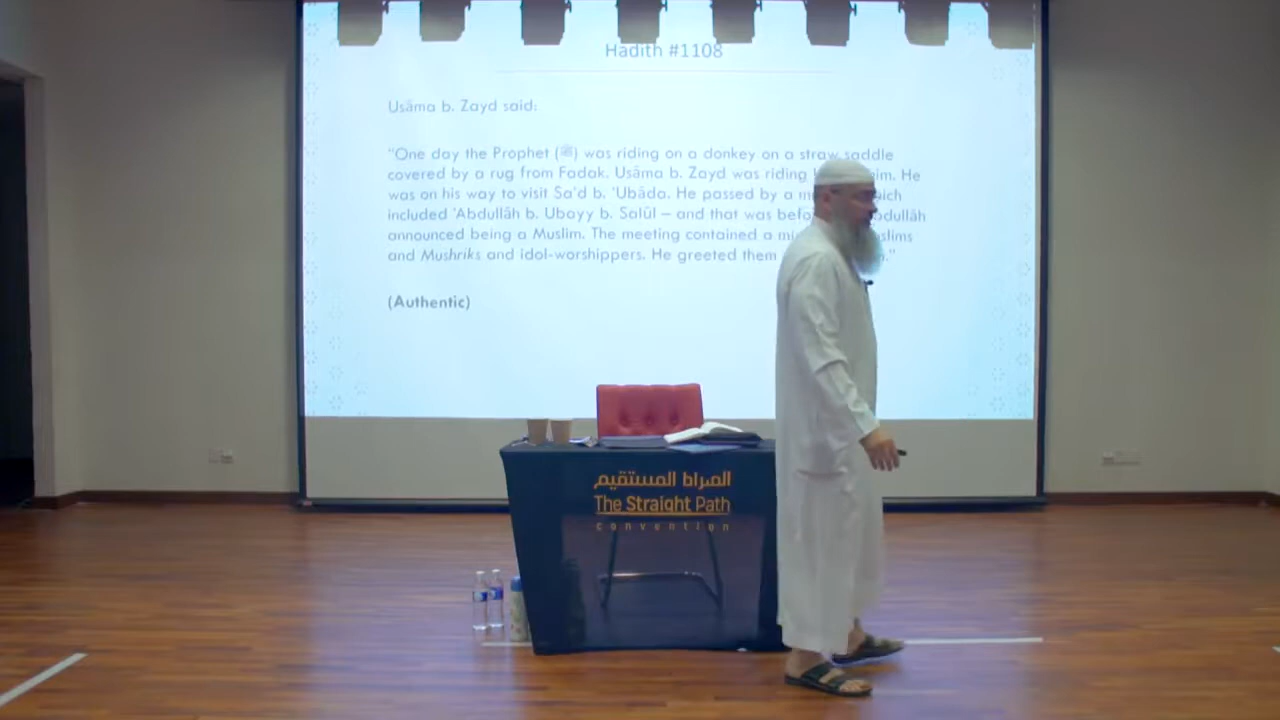 Hadith #1108
Usāma b. Zayd said:
“One day the Prophet (ﷺ) was riding on a donkey on a straw saddle
covered by a rug from Fadak. Usāma b. Zayd was riding him. He
was on his way to visit Sa'd b. 'Ubāda. He passed by a
included 'Abdullāh b. Ubayy b. Salūl – and that was
announced being a Muslim. The meeting contained a
and Mushriks and idol-worshippers. He greeted them
(Authentic)
الصراط المستقيم
The Straight Path
convention